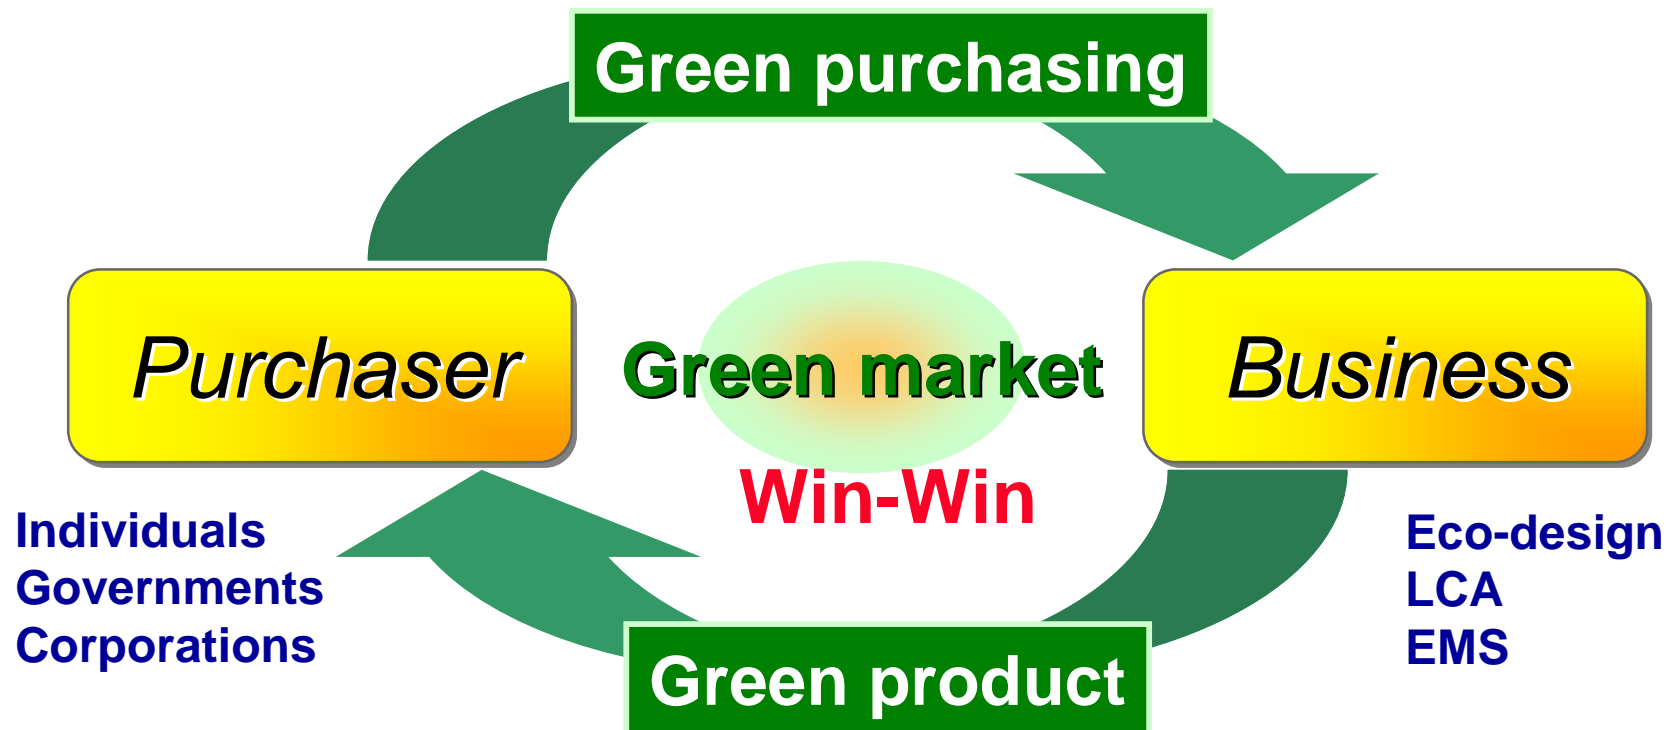 Green purchasing
Purchaser
Green market
Business
Win-Win
Individuals
Governments
Corporations
Eco-design
LCA
EMS
Green product